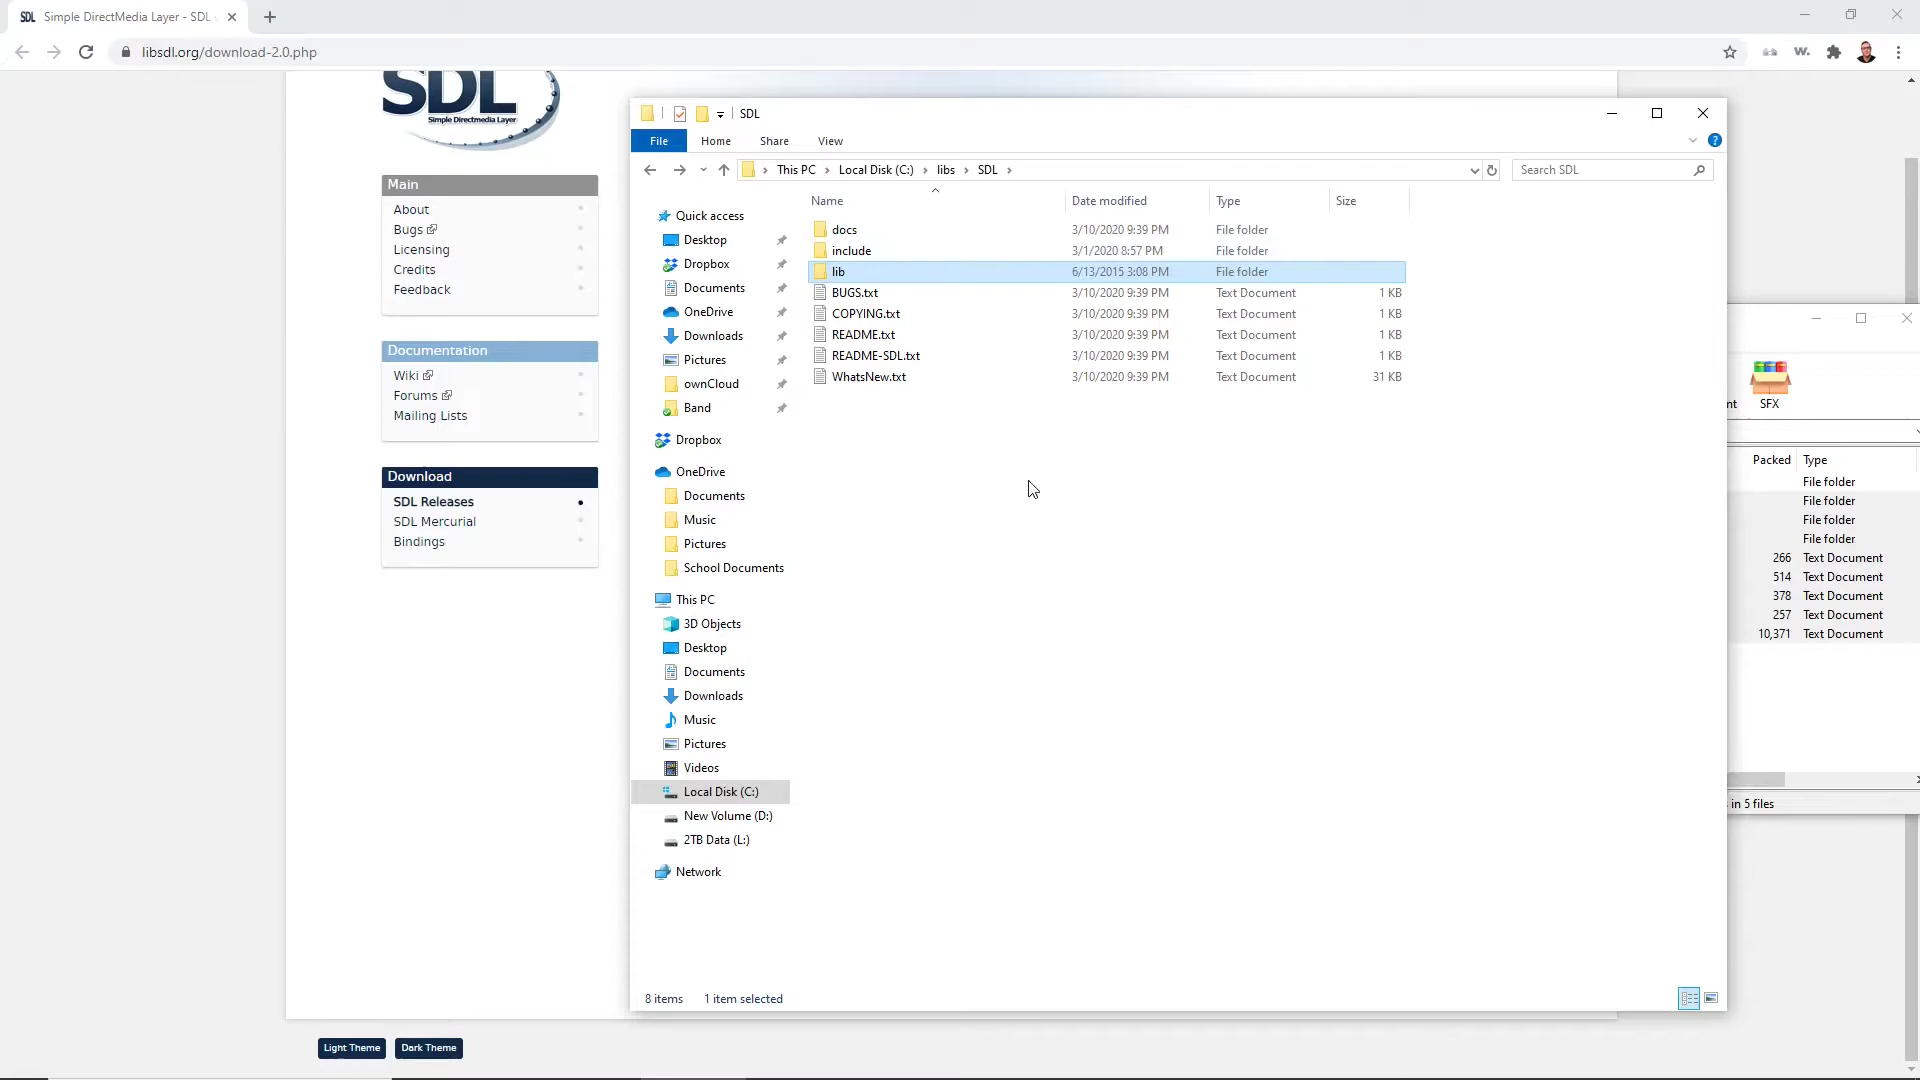 SDL Simple DirectMedia Layer - SDL
libsdl.org/download-2.0.php
W.
SDL
Simple Directmedia Layer
Main
About
Bugs
Licensing
Credits
Feedback
Documentation
Wiki
Forums
Mailing Lists
Download
SDL Releases
SDL Mercurial
Bindings
Light Theme
Dark Theme
SDL
File Home Share View
This PC Local Disk (C:) libs SDL
Search SDL
Quick access
Desktop
Dropbox
Documents
OneDrive
Downloads
Pictures
ownCloud
Band
Dropbox
OneDrive
Documents
Music
Pictures
School Documents
This PC
3D Objects
Desktop
Documents
Downloads
Music
Pictures
Videos
Local Disk (C:)
New Volume (D:)
2TB Data (L:)
Network
Name Date modified Type Size
docs 3/10/2020 9:39 PM File folder
include 3/1/2020 8:57 PM File folder
lib 6/13/2015 3:08 PM File folder
BUGS.txt 3/10/2020 9:39 PM Text Document 1 KB
COPYING.txt 3/10/2020 9:39 PM Text Document 1 KB
README.txt 3/10/2020 9:39 PM Text Document 1 KB
README-SDL.txt 3/10/2020 9:39 PM Text Document 1 KB
WhatsNew.txt 3/10/2020 9:39 PM Text Document 31 KB
8 items 1 item selected
nt SFX
Packed Type
File folder
File folder
File folder
File folder
266 Text Document
514 Text Document
378 Text Document
257 Text Document
10,371 Text Document
in 5 files